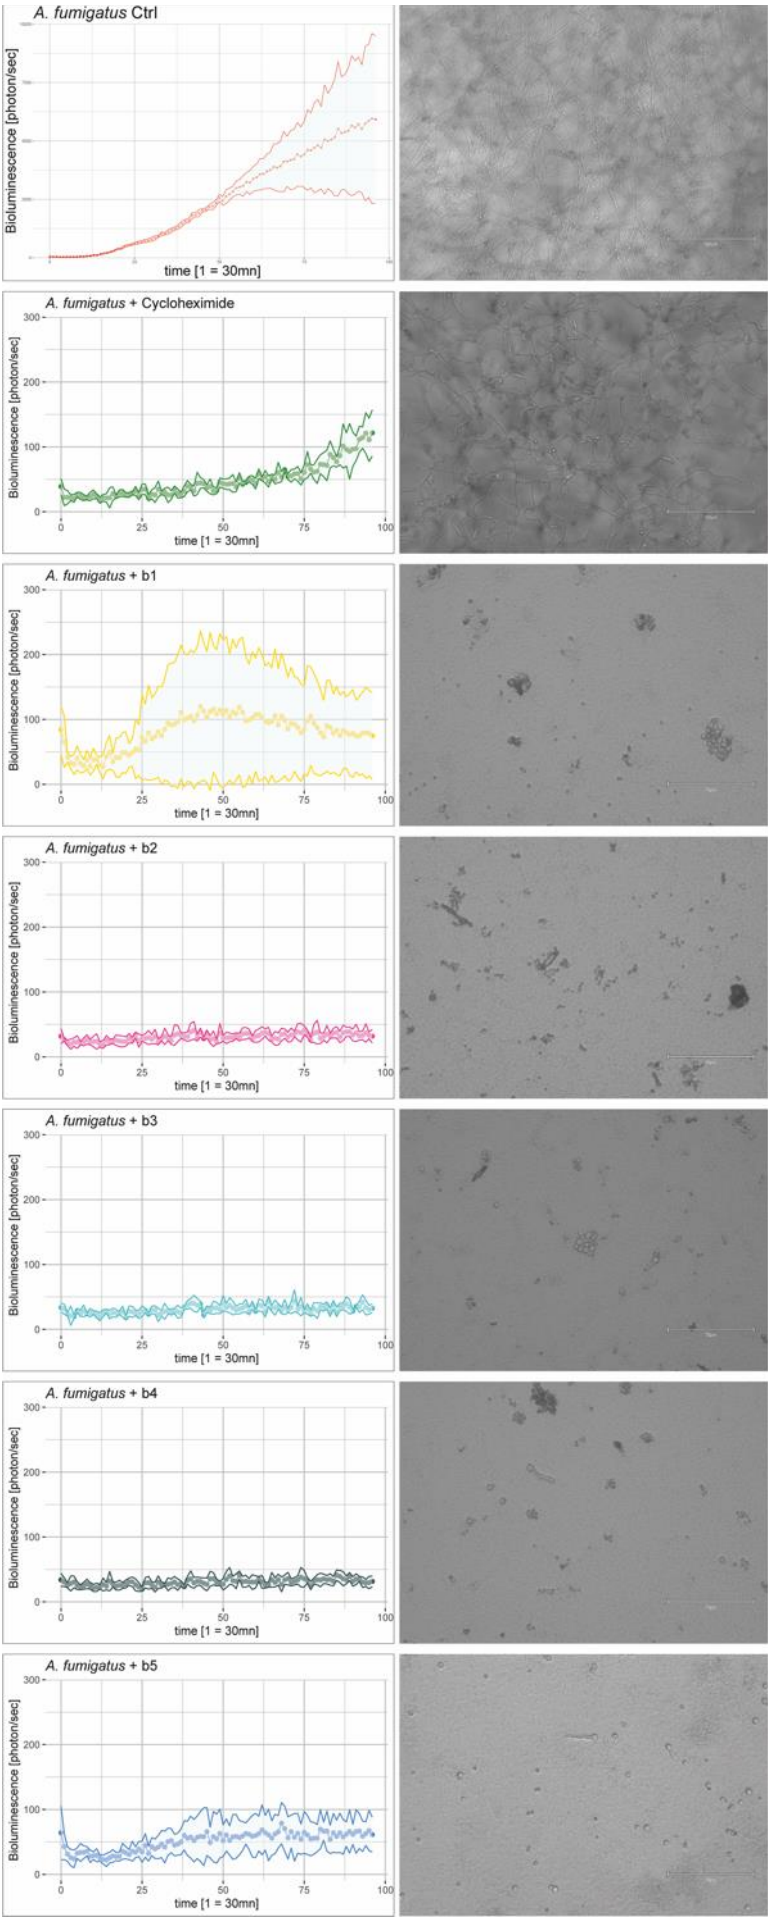 A. fumigatus Ctrl
Bioluminescence [photon/sec]
time [1 = 30mn]
A. fumigatus + Cycloheximide
Bioluminescence [photon/sec]
300
200
100
0
0 25 50 75 100
time [1 = 30mn]
A. fumigatus + b1
Bioluminescence [photon/sec]
300
200
100
0
0 25 50 75 100
time [1 = 30mn]
A. fumigatus + b2
Bioluminescence [photon/sec]
300
200
100
0
0 25 50 75 100
time [1 = 30mn]
A. fumigatus + b3
Bioluminescence [photon/sec]
300
200
100
0
0 25 50 75 100
time [1 = 30mn]
A. fumigatus + b4
Bioluminescence [photon/sec]
300
200
100
0
0 25 50 75 100
time [1 = 30mn]
A. fumigatus + b5
Bioluminescence [photon/sec]
300
200
100
0
0 25 50 75 100
time [1 = 30mn]